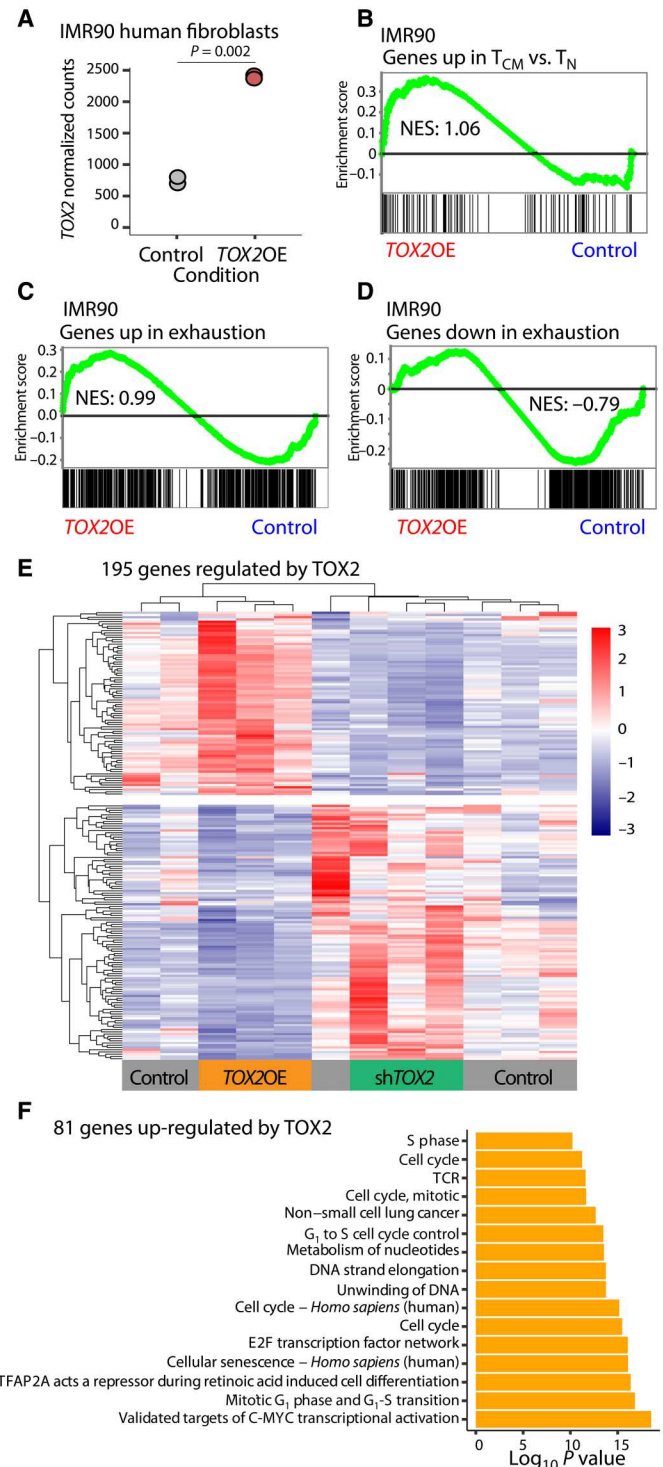 A
IMR90 human fibroblasts
P = 0.002
2500
2000
1500
1000
500
0
TOX2 normalized counts
Control TOX2OE
Condition
B
IMR90
Genes up in TCM vs. TN
0.3
0.2
0.1
0
−0.1
Enrichment score
NES: 1.06
TOX2OE Control
C
IMR90
Genes up in exhaustion
0.3
0.2
0.1
0.0
−0.1
−0.2
Enrichment score
NES: 0.99
TOX2OE Control
D
IMR90
Genes down in exhaustion
0.1
0
−0.1
−0.2
Enrichment score
NES: −0.79
TOX2OE Control
E
195 genes regulated by TOX2
3
2
1
0
−1
−2
−3
Control TOX2OE shTOX2 Control
F
81 genes up-regulated by TOX2
S phase
Cell cycle
TCR
Cell cycle, mitotic
Non−small cell lung cancer
G1 to S cell cycle control
Metabolism of nucleotides
DNA strand elongation
Unwinding of DNA
Cell cycle – Homo sapiens (human)
Cell cycle
E2F transcription factor network
Cellular senescence – Homo sapiens (human)
TFAP2A acts a repressor during retinoic acid induced cell differentiation
Mitotic G1 phase and G1-S transition
Validated targets of C-MYC transcriptional activation
0 5 10 15
Log10 P value